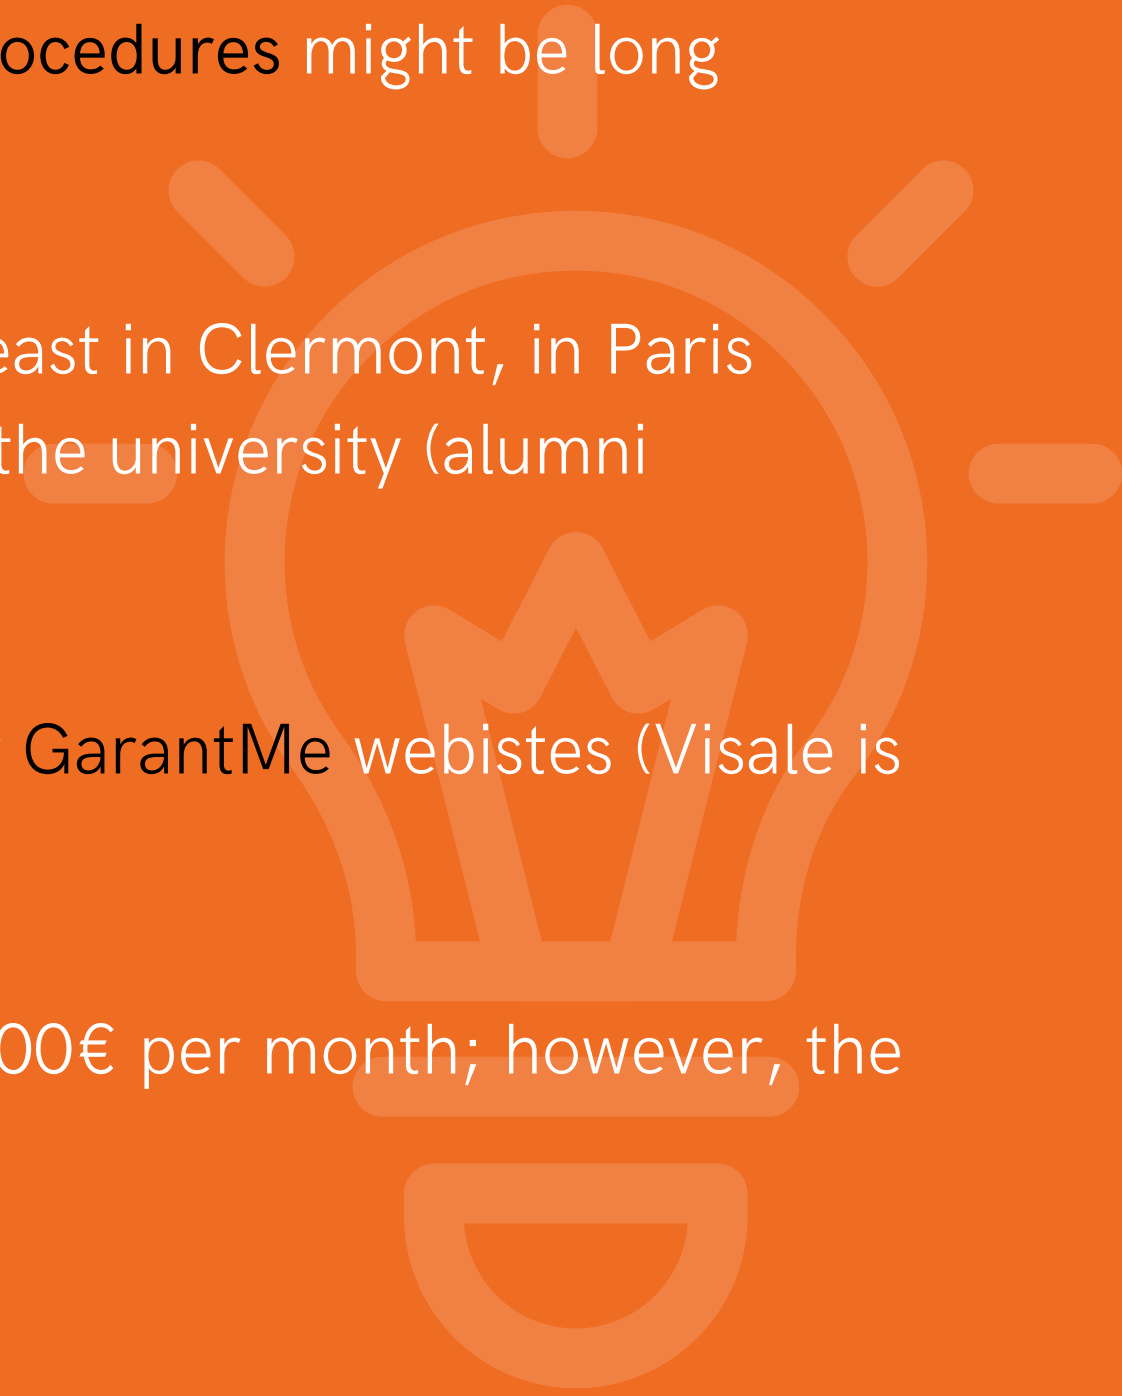 ocedures might be long
east in Clermont, in Paris
the university (alumni
GarantMe webistes (Visale is
00€ per month; however, the